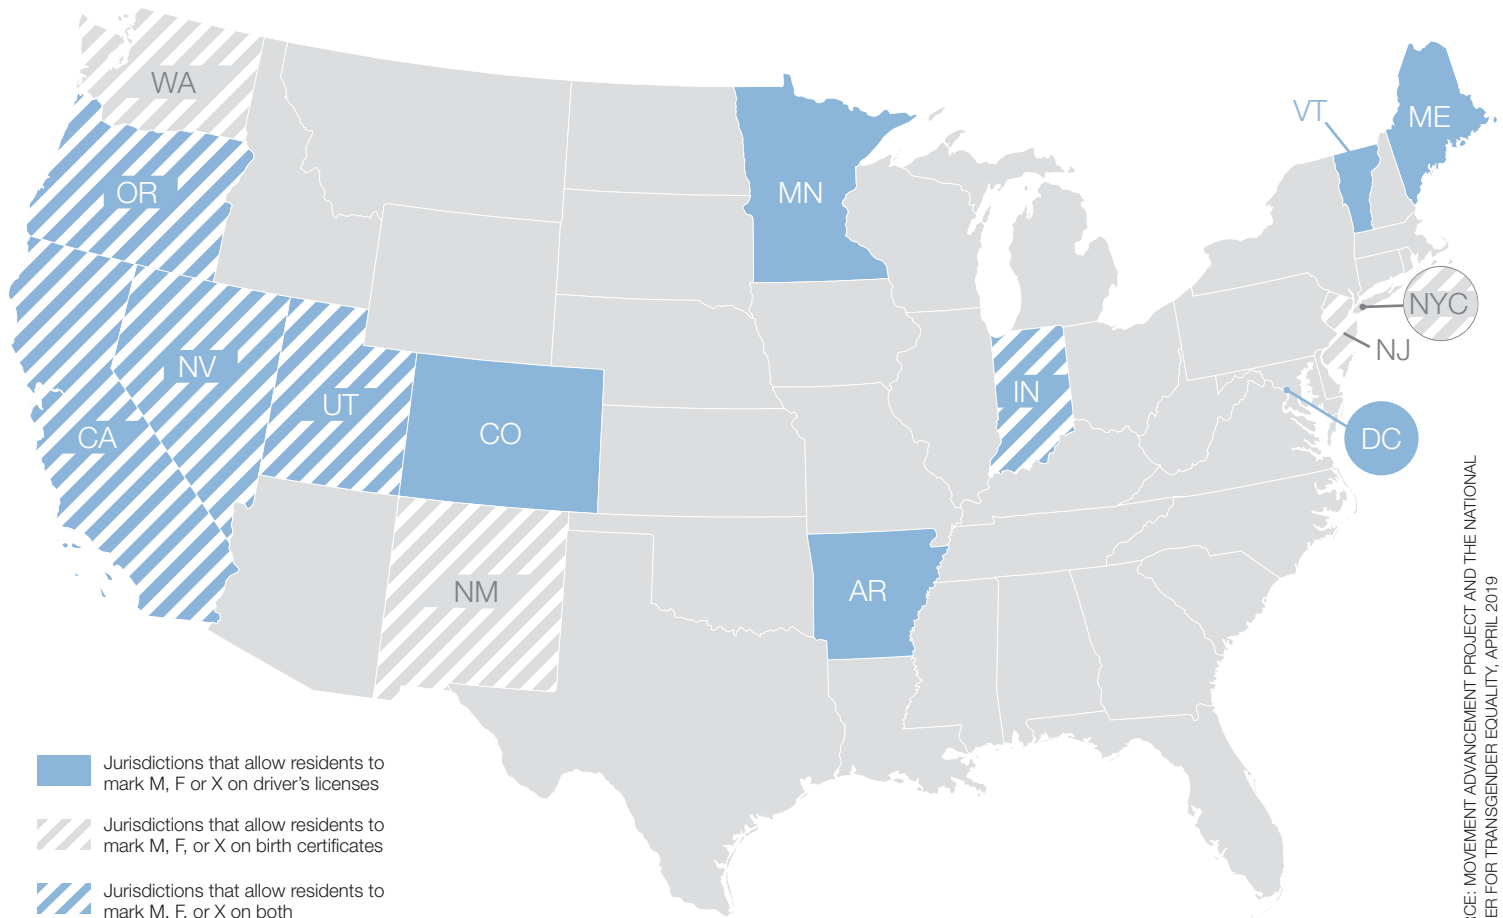 WA
OR
CA
NV
UT
CO
NM
MN
AR
IN
VT
ME
NYC
NJ
DC
Jurisdictions that allow residents to
mark M, F or X on driver's licenses
Jurisdictions that allow residents to
mark M, F, or X on birth certificates
Jurisdictions that allow residents to
mark M, F, or X on both
MOVEMENT ADVANCEMENT PROJECT AND THE NATIONAL
FOR TRANSGENDER EQUALITY, APRIL 2019